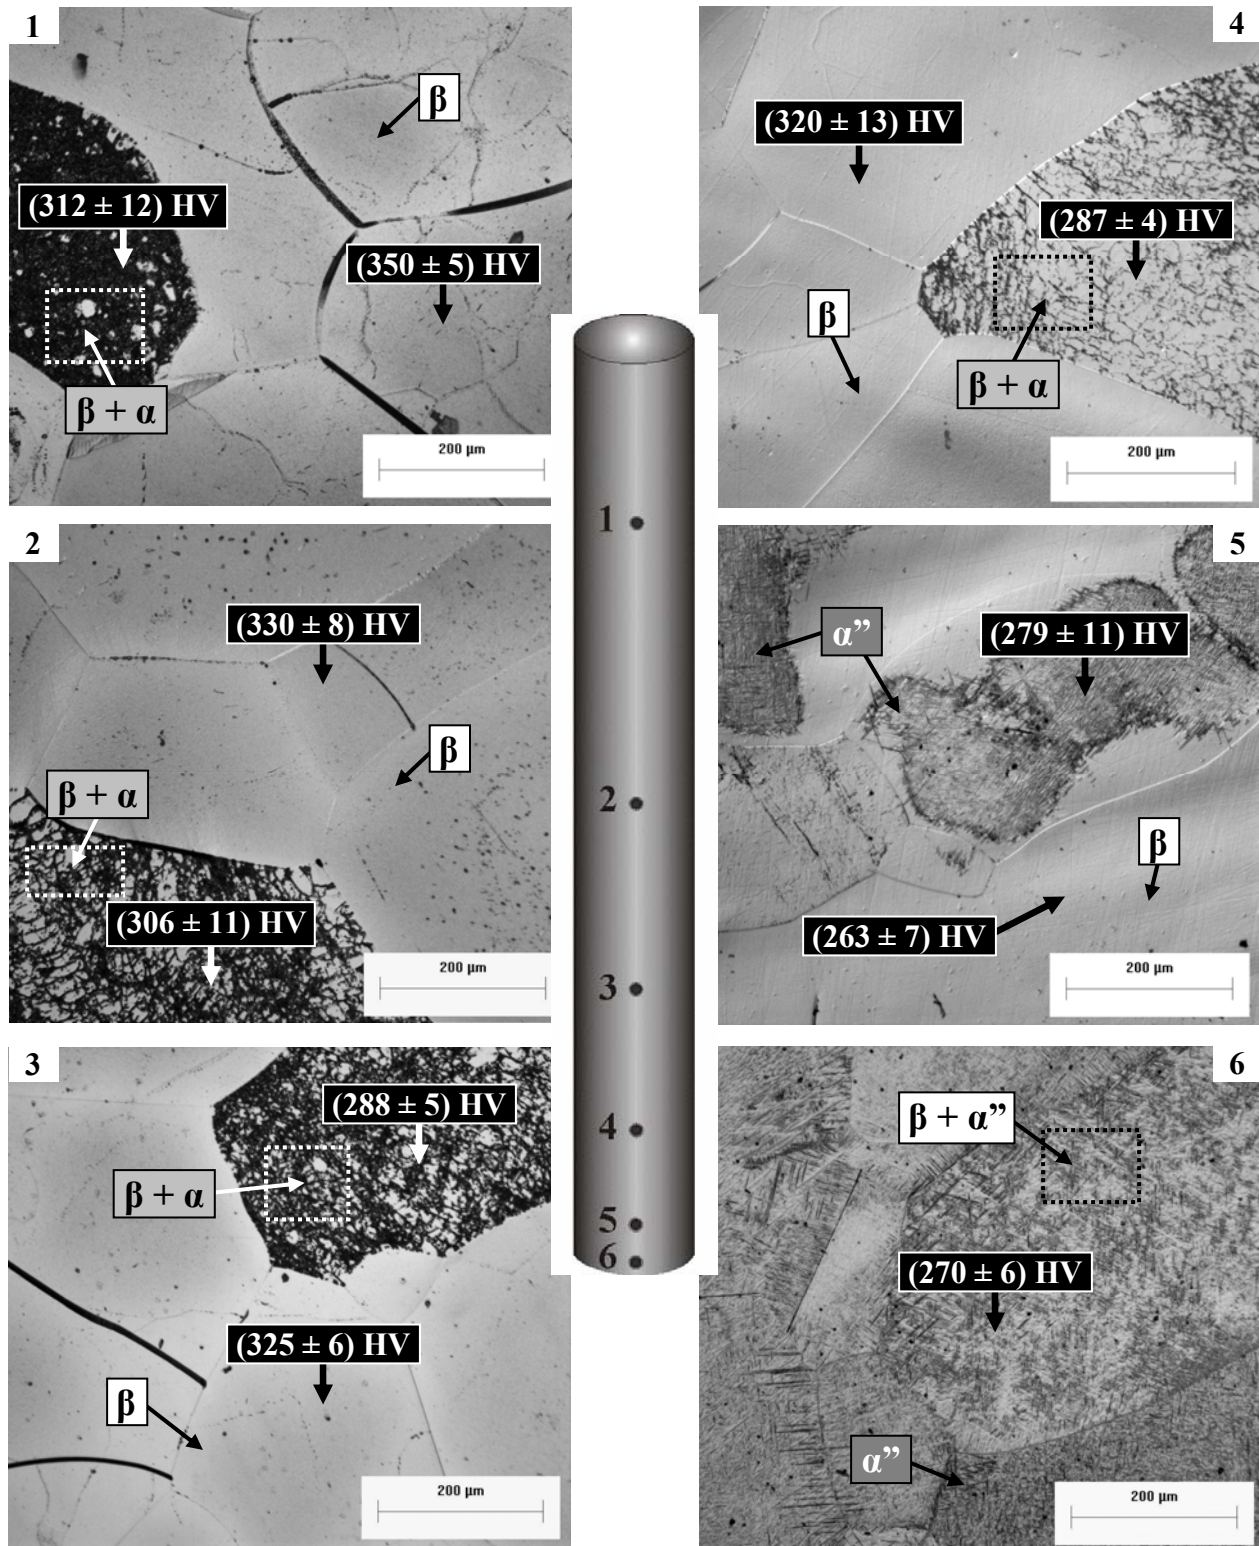 1
β
(312 ± 12) HV
(350 ± 5) HV
β + α
200 µm
2
(330 ± 8) HV
β
β + α
(306 ± 11) HV
200 µm
3
(288 ± 5) HV
β + α
(325 ± 6) HV
β
200 µm
1
2
3
4
5
6
4
(320 ± 13) HV
(287 ± 4) HV
β
β + α
200 µm
5
α”
(279 ± 11) HV
β
(263 ± 7) HV
200 µm
6
β + α”
(270 ± 6) HV
α”
200 µm